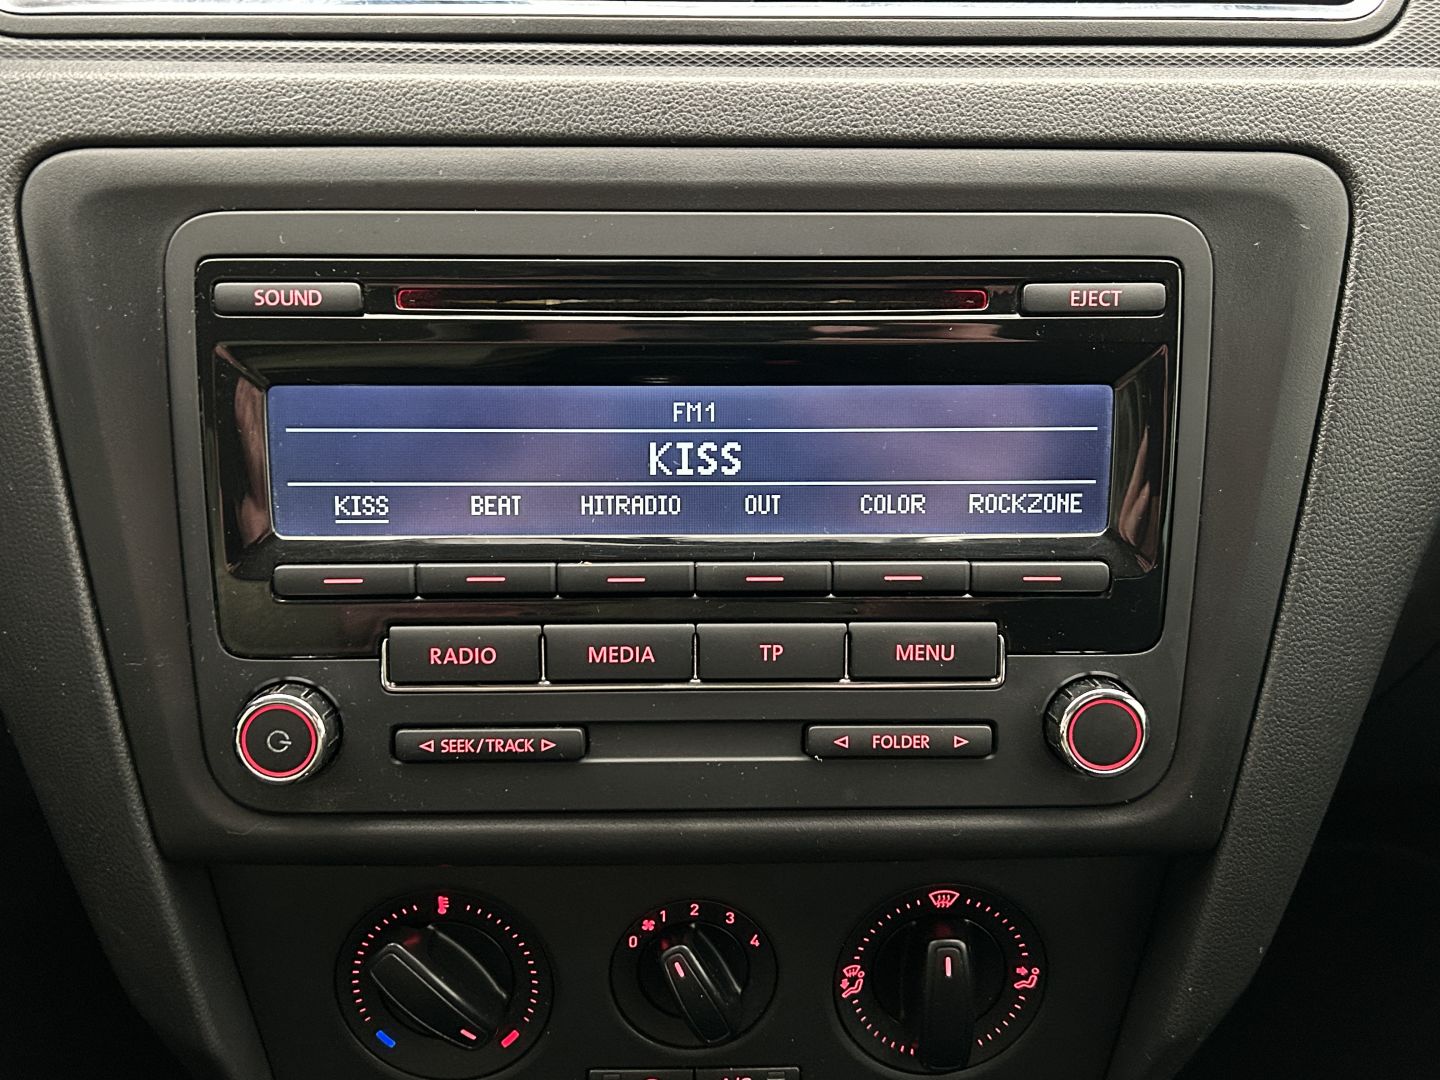 SOUND EJECT
FM1
KISS
KISS BEAT HITRADIO OUT COLOR ROCKZONE
RADIO MEDIA TP MENU
SEEK/TRACK FOLDER
0 1 2 3 4